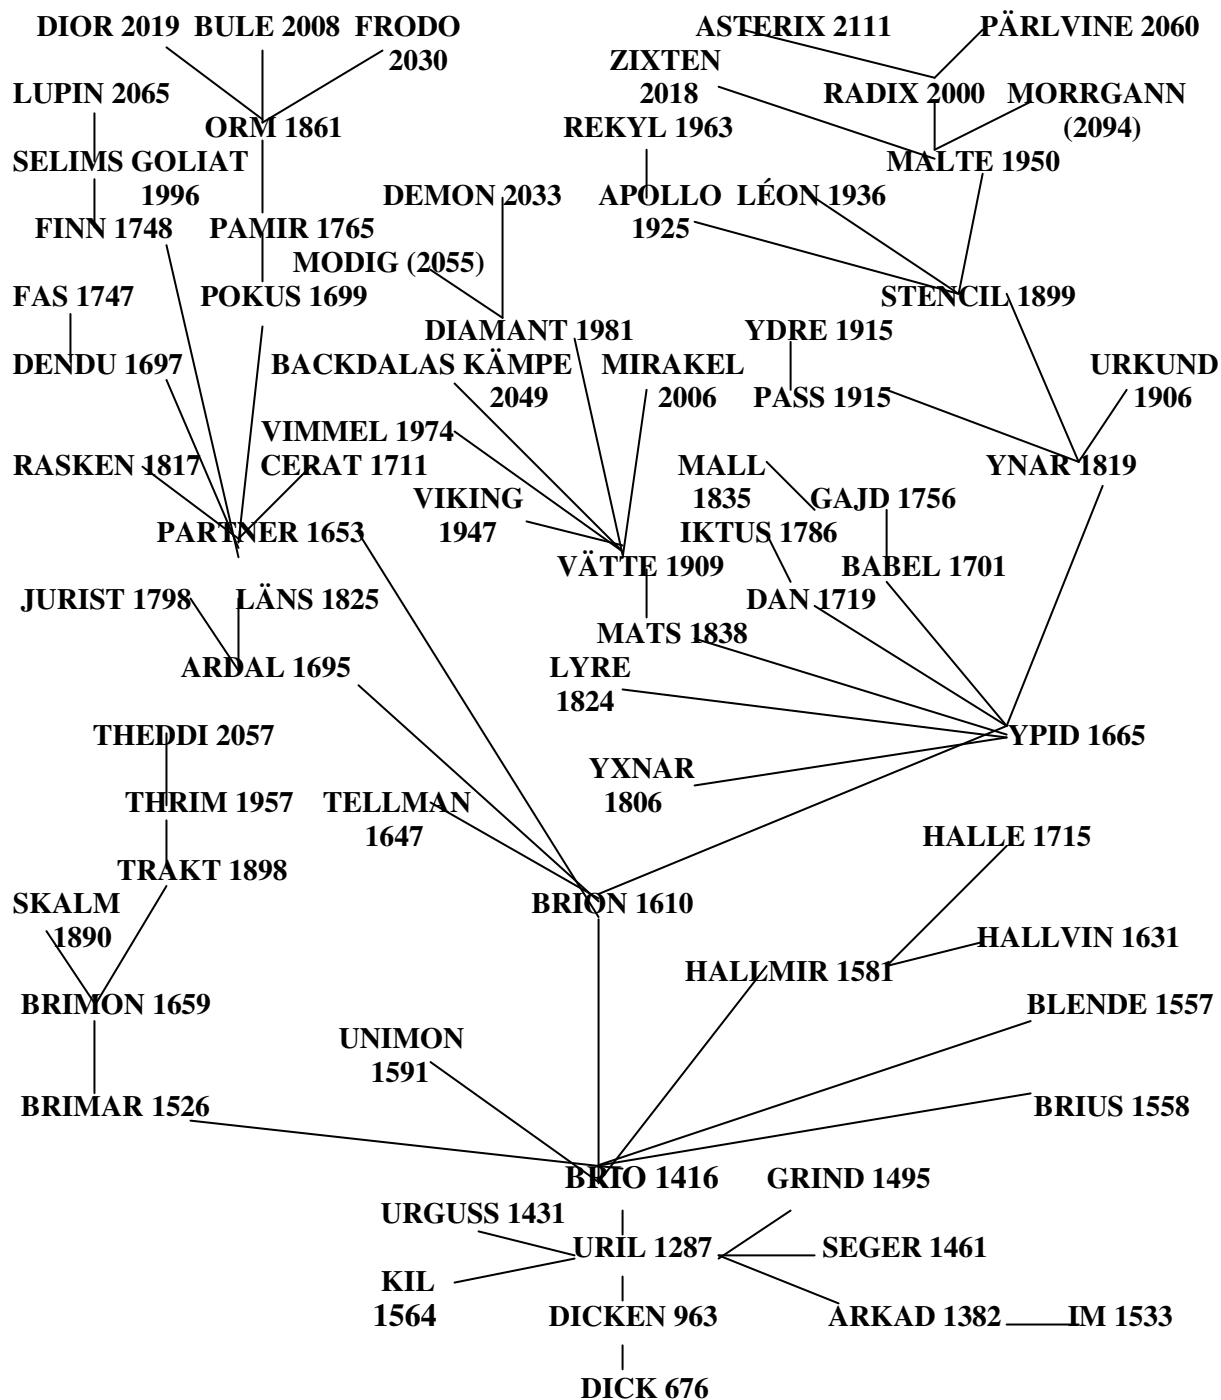 DIOR 2019 BULE 2008 FRODO ASTERIX 2111 PÄRLVINE 2060
2030 ZIXTEN
LUPIN 2065 2018 RADIX 2000 MORRGANN
ORM 1861 REKYL 1963 (2094)
SELIMS GOLIAT MALTE 1950
1996 DEMON 2033 APOLLO LÉON 1936
FINN 1748 PAMIR 1765 1925
MODIG (2055)
FAS 1747 POKUS 1699 STENCIL 1899
DIAMANT 1981 YDRE 1915
DENDU 1697 BACKDALAS KÄMPE MIRAKEL URKUND
2049 2006 PASS 1915 1906
VIMMEL 1974
RASKEN 1817 CERAT 1711 MALL YNAR 1819
VIKING 1835 GAJD 1756
PARTNER 1653 1947 IKTUS 1786
VÄTTE 1909 BABEL 1701
JURIST 1798 LÄNS 1825 DAN 1719
MATS 1838
ARDAL 1695 LYRE
1824
THEDDI 2057 YPID 1665
YXNAR
THRIM 1957 TELLMAN 1806
1647 HALLE 1715
TRAKT 1898
SKALM BRION 1610
1890 HALLVIN 1631
HALLMIR 1581
BRIMON 1659 BLENDE 1557
UNIMON
1591
BRIMAR 1526 BRIUS 1558
BRIO 1416 GRIND 1495
URGUSS 1431
URIL 1287 SEGER 1461
KIL
1564 DICKEN 963 ARKAD 1382 IM 1533
DICK 676